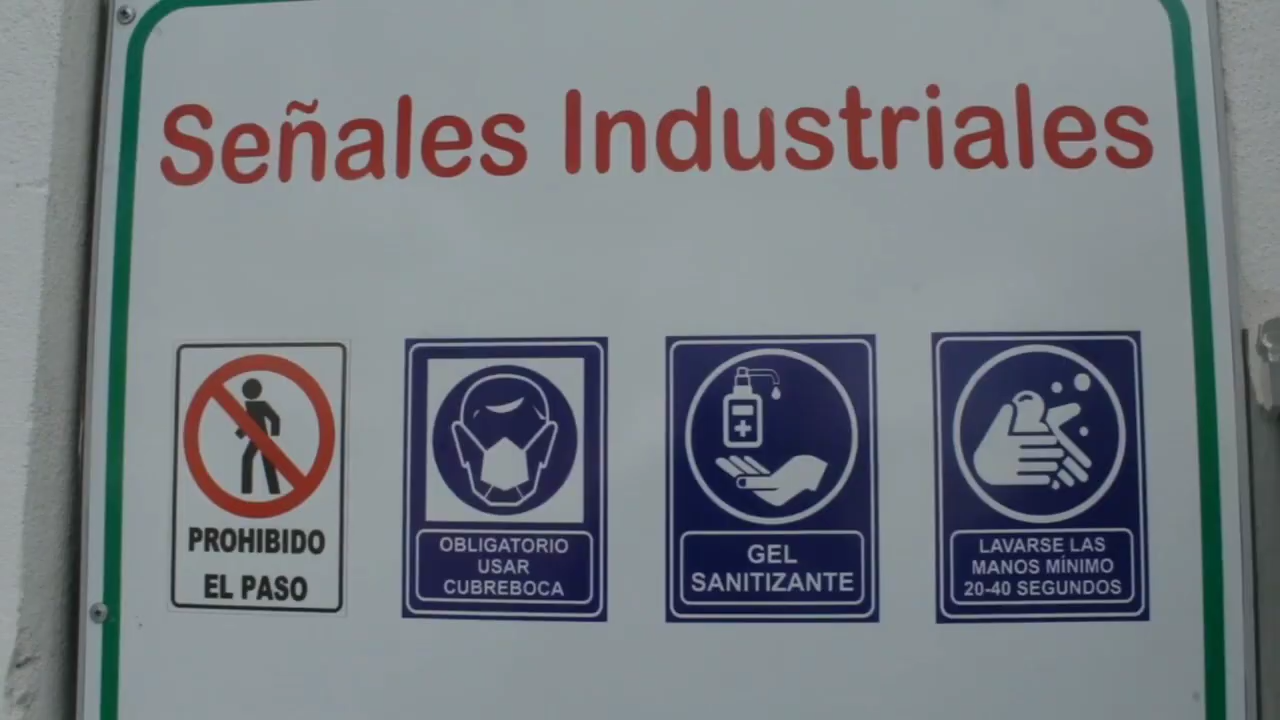 Señales Industriales
PROHIBIDO
EL PASO
OBLIGATORIO
USAR
CUBREBOCA
GEL
SANITIZANTE
LAVARSE LAS
MANOS MÍNIMO
20-40 SEGUNDOS